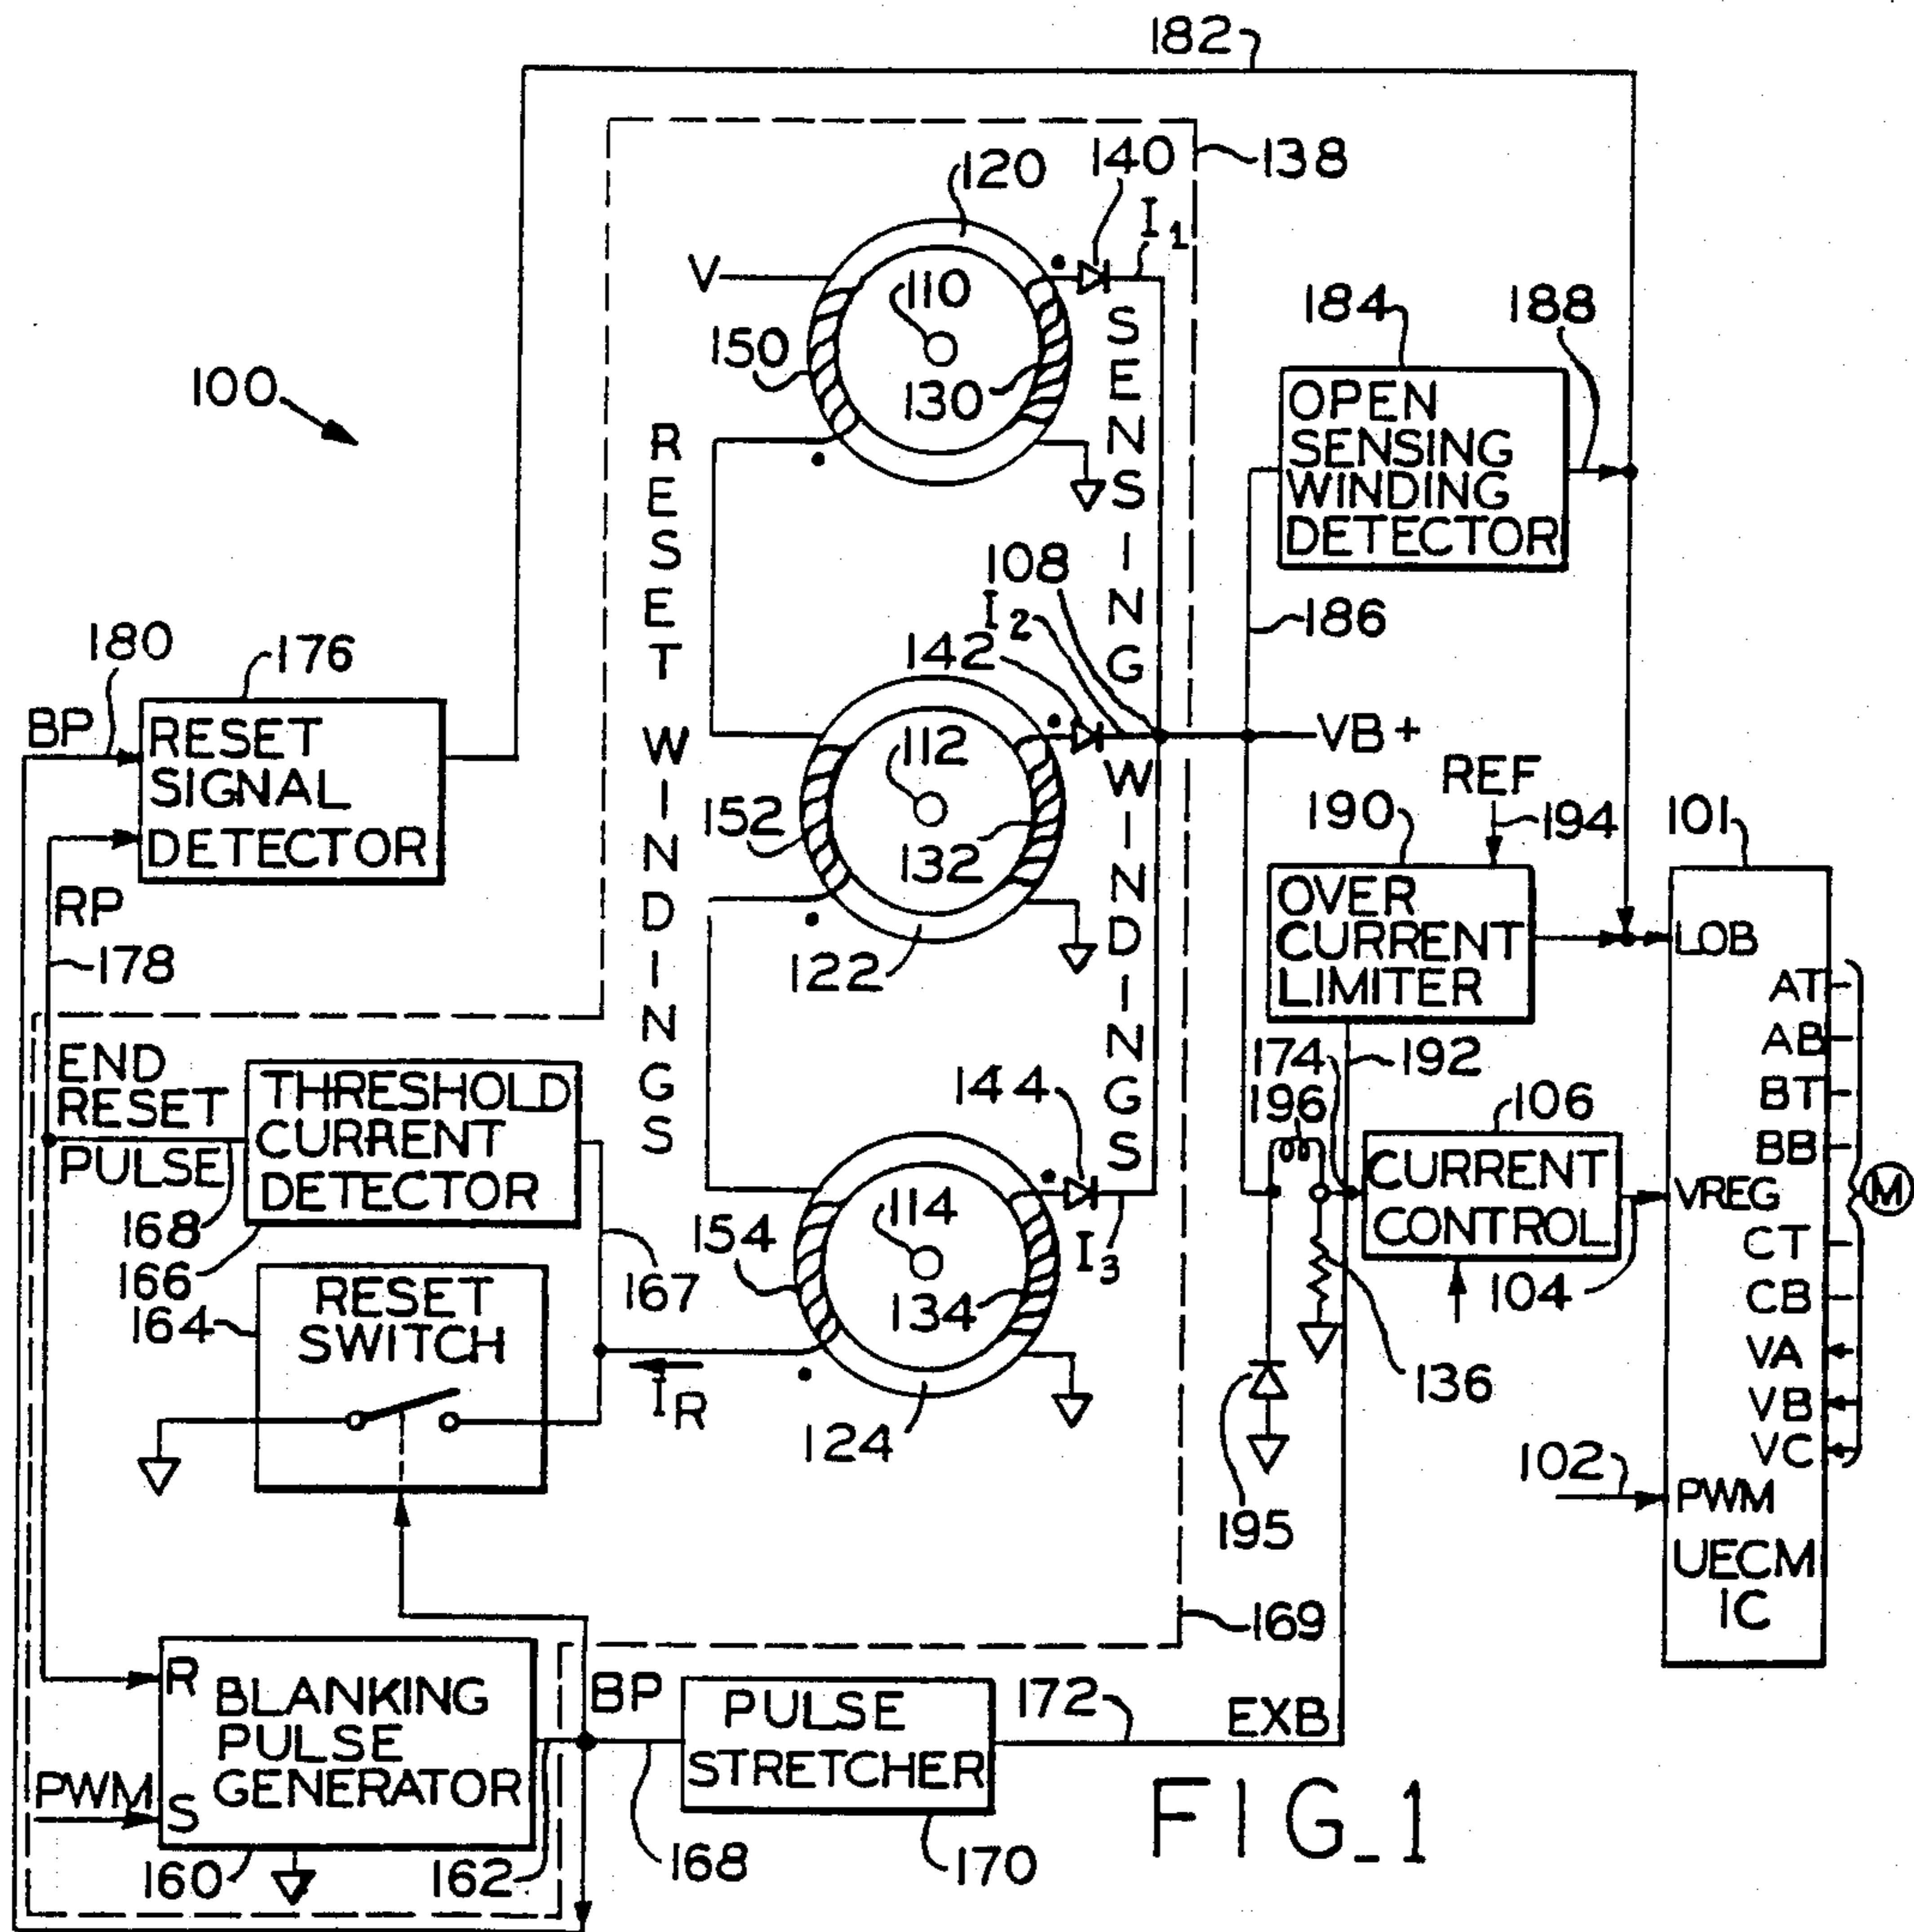 182
138
120
140
I1
V
110
150
130
100
184
188
OPEN
SENSING
WINDING
DETECTOR
RESET WINDINGS
SENSING WINDINGS
108
I2
142
186
180
176
BP
RESET
SIGNAL
DETECTOR
VB+
112
152
132
REF
190
194
101
OVER
CURRENT
LIMITER
LOB
RP
178
122
AT
AB
BT
BB
VREG
M
CT
CB
VA
VB
VC
PWM
UECM
IC
END
RESET
PULSE
THRESHOLD
CURRENT
DETECTOR
144
174
192
196
106
CURRENT
CONTROL
168
166
164
114
154
134
I3
167
104
136
RESET
SWITCH
IR
124
102
195
169
R
BLANKING
PULSE
GENERATOR
BP
PULSE
STRETCHER
172
EXB
PWM
S
160
162
168
170
FIG_1